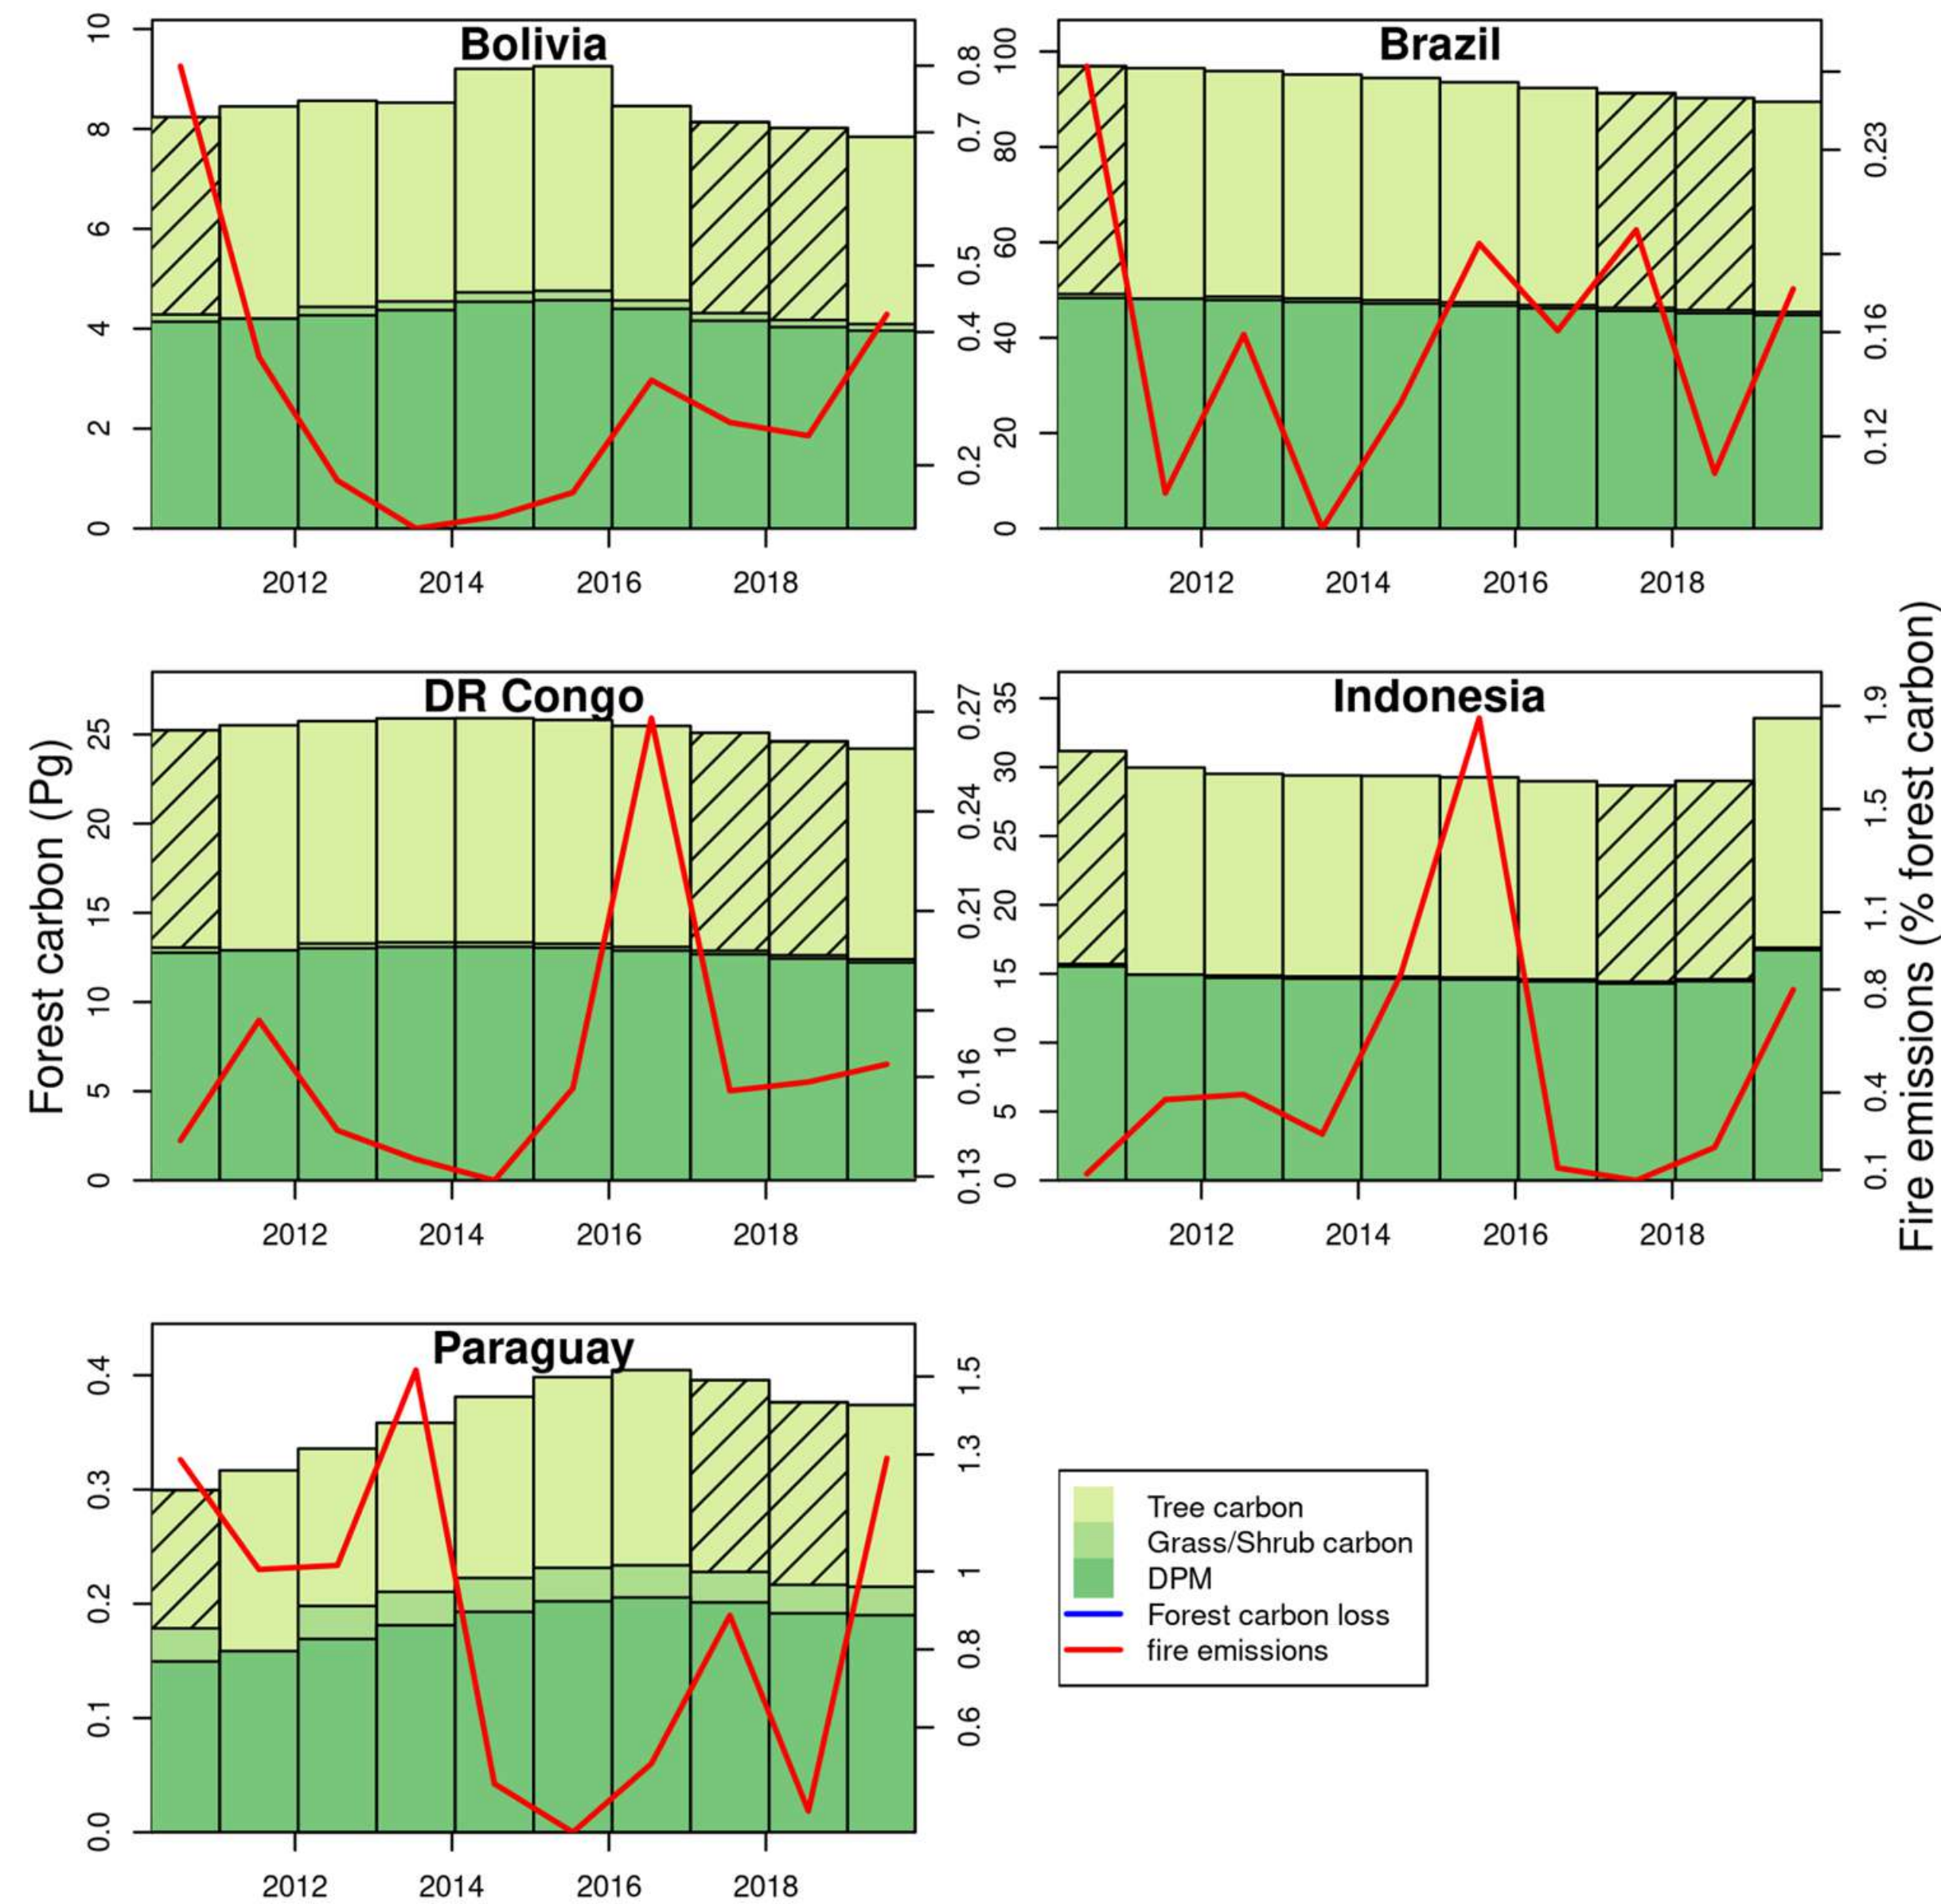 Bolivia
0 2 4 6 8 10
0.2 0.4 0.5 0.7 0.8
2012 2014 2016 2018
Brazil
0 20 40 60 80 100
0.12 0.16 0.23
2012 2014 2016 2018
Forest carbon (Pg)
DR Congo
0 5 10 15 20 25
0.13 0.16 0.21 0.24 0.27
2012 2014 2016 2018
Indonesia
0 5 10 15 20 25 30 35
0.1 0.4 0.8 1.1 1.5 1.9
2012 2014 2016 2018
Fire emissions (% forest carbon)
Paraguay
0.0 0.1 0.2 0.3 0.4
0.6 0.8 1 1.3 1.5
2012 2014 2016 2018
Tree carbon
Grass/Shrub carbon
DPM
Forest carbon loss
fire emissions